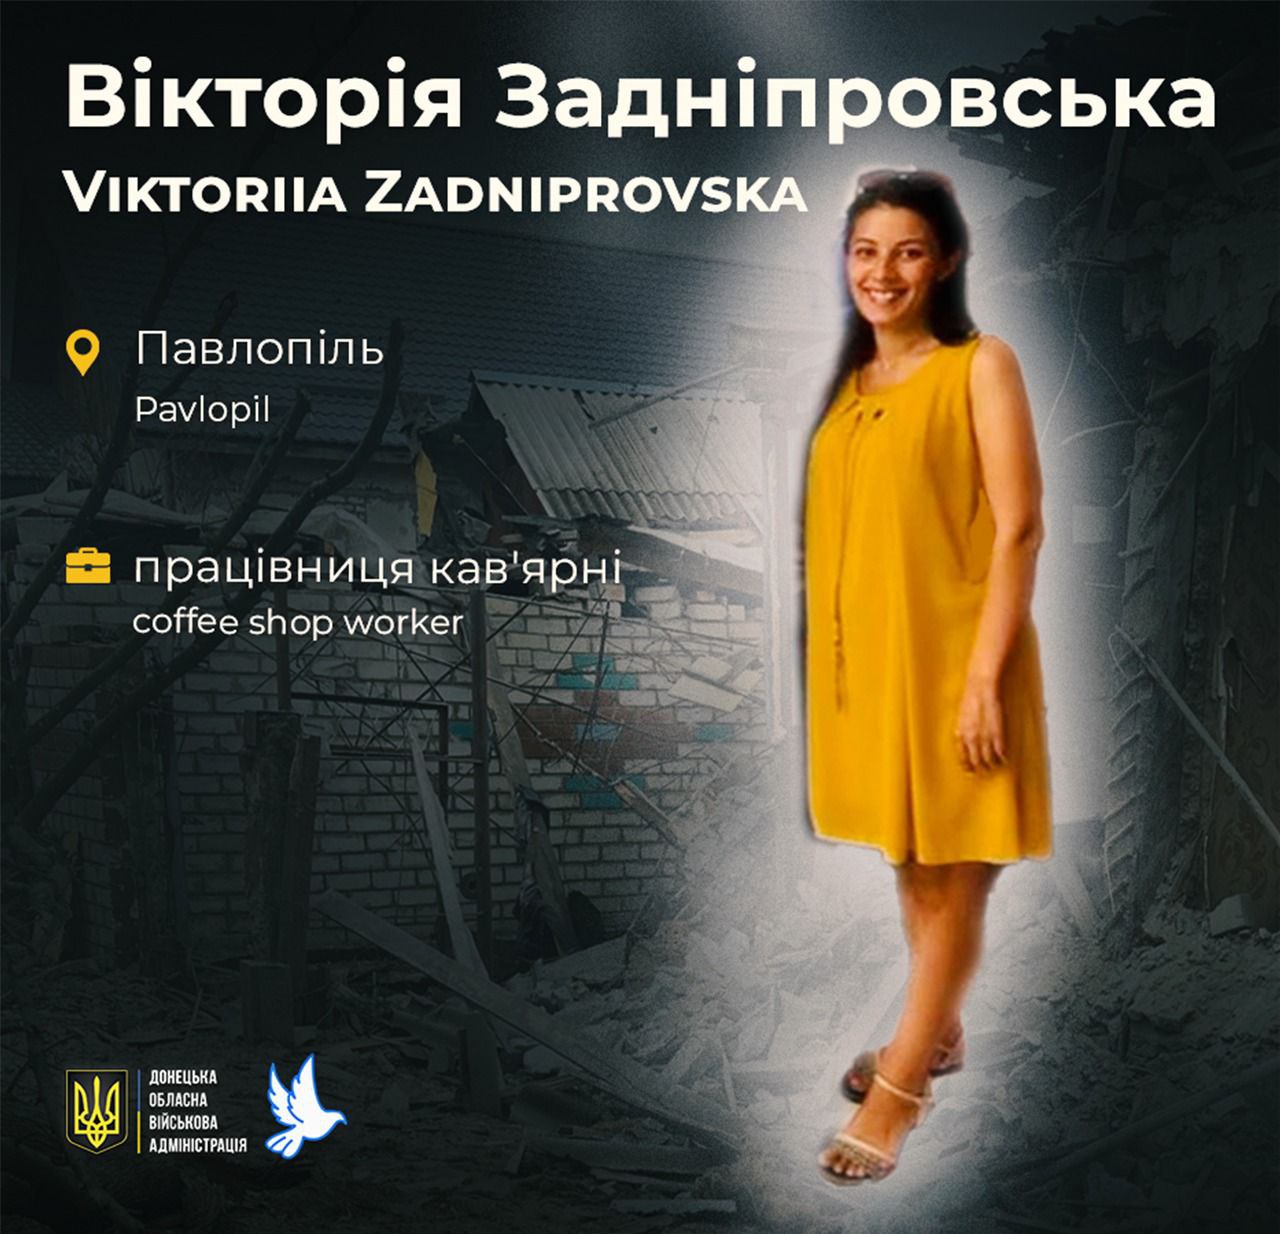 Вікторія Задніпровська
VIKTORIIA ZADNIPROVSKA
Павлопіль
Pavlopil
працівниця кав'ярні
coffee shop worker
ДОНЕЦЬКА
ОБЛАСНА
ВІЙСЬКОВА
АДМІНІСТРАЦІЯ